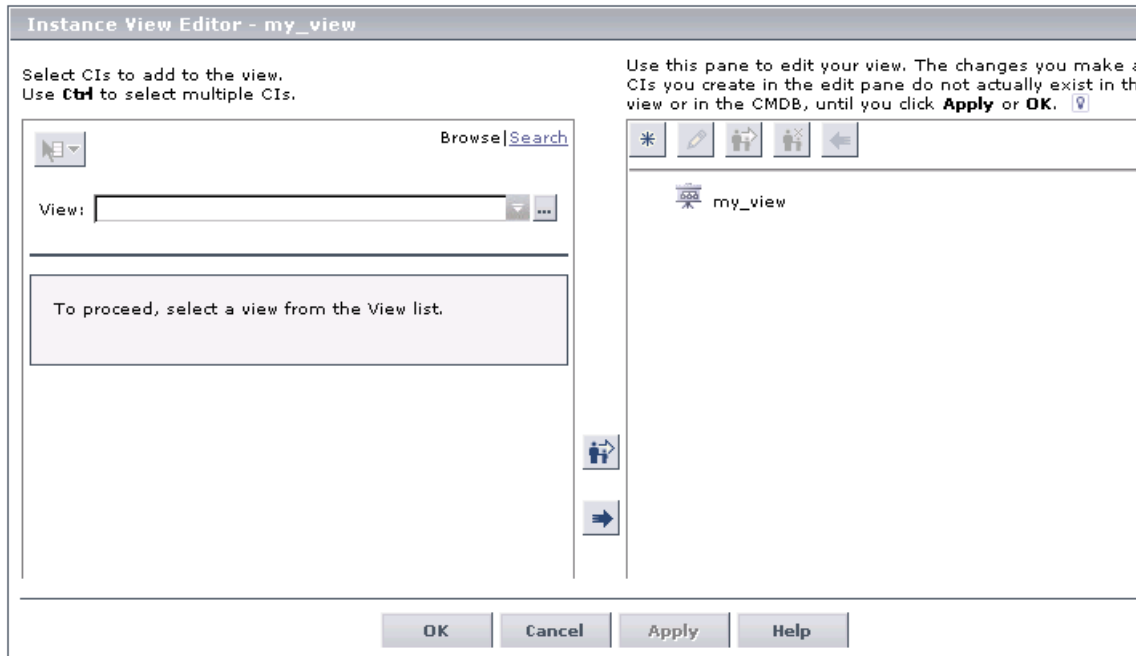 Instance View Editor - my_view
Select CIs to add to the view.
Use Ctrl to select multiple CIs.
Use this pane to edit your view. The changes you make a
CIs you create in the edit pane do not actually exist in th
view or in the CMDB, until you click Apply or OK.
Browse|Search
View:
...
To proceed, select a view from the View list.
my_view
OK
Cancel
Apply
Help